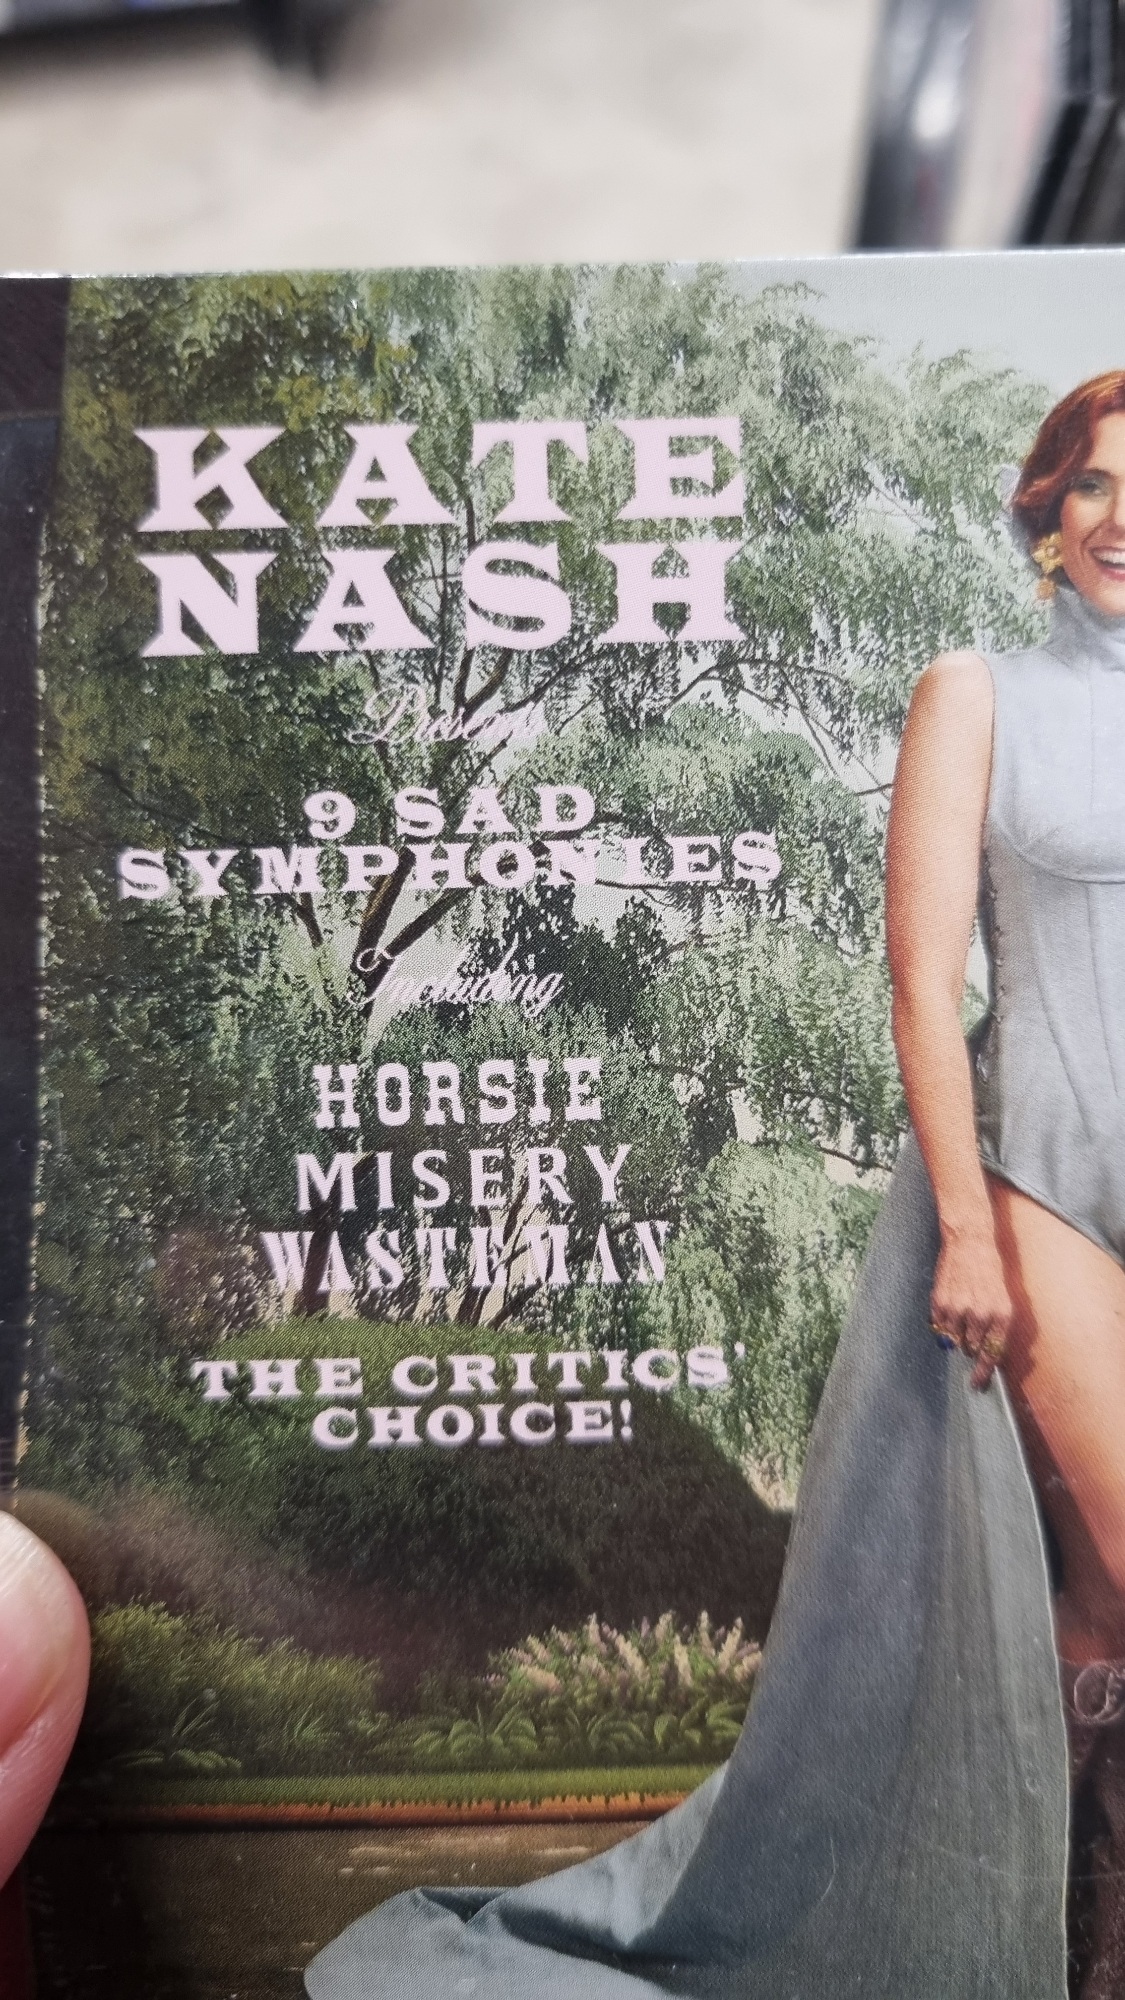 KATE
NASH
Presents
9 SAD
SYMPHONIES
Including
HORSIE
MISERY
WASTEMAN
THE CRITICS'
CHOICE!